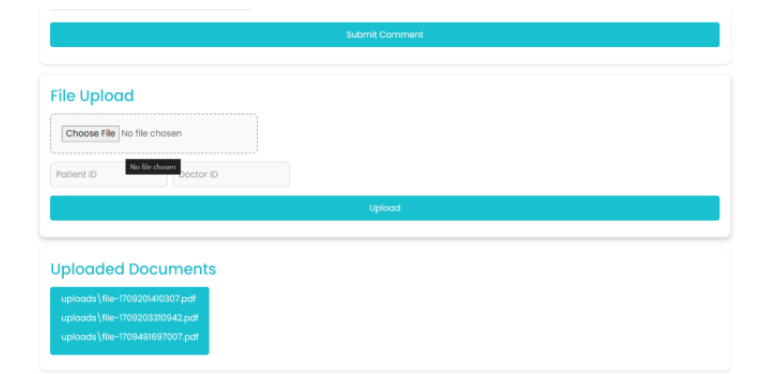 Submit Comment
File Upload
Choose File No file chosen
No file chosen
Patient ID Doctor ID
Upload
Uploaded Documents
uploads\file-1709201410307.pdf
uploads\file-1709203310942.pdf
uploads\file-1709491697007.pdf